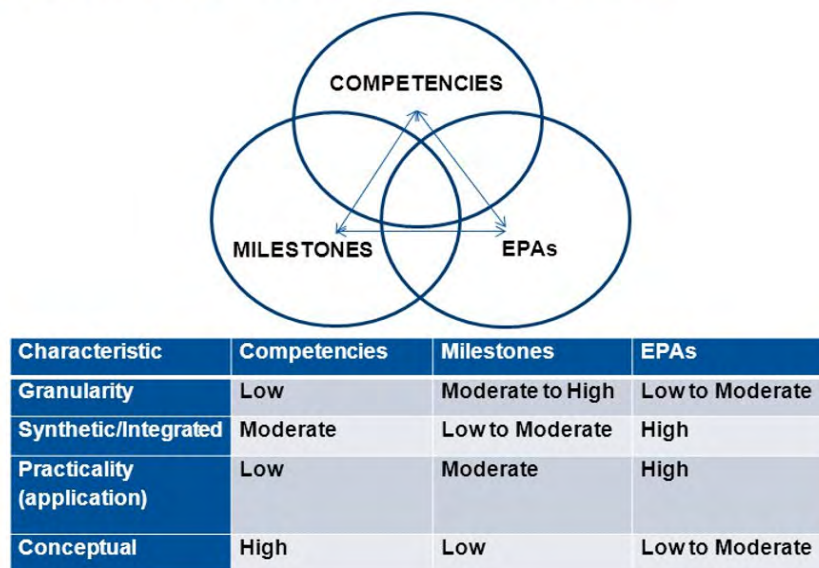 COMPETENCIES
MILESTONES
EPAs
Characteristic Competencies Milestones EPAs
Granularity Low Moderate to High Low to Moderate
Synthetic/Integrated Moderate Low to Moderate High
Practicality
(application) Low Moderate High
Conceptual High Low Low to Moderate